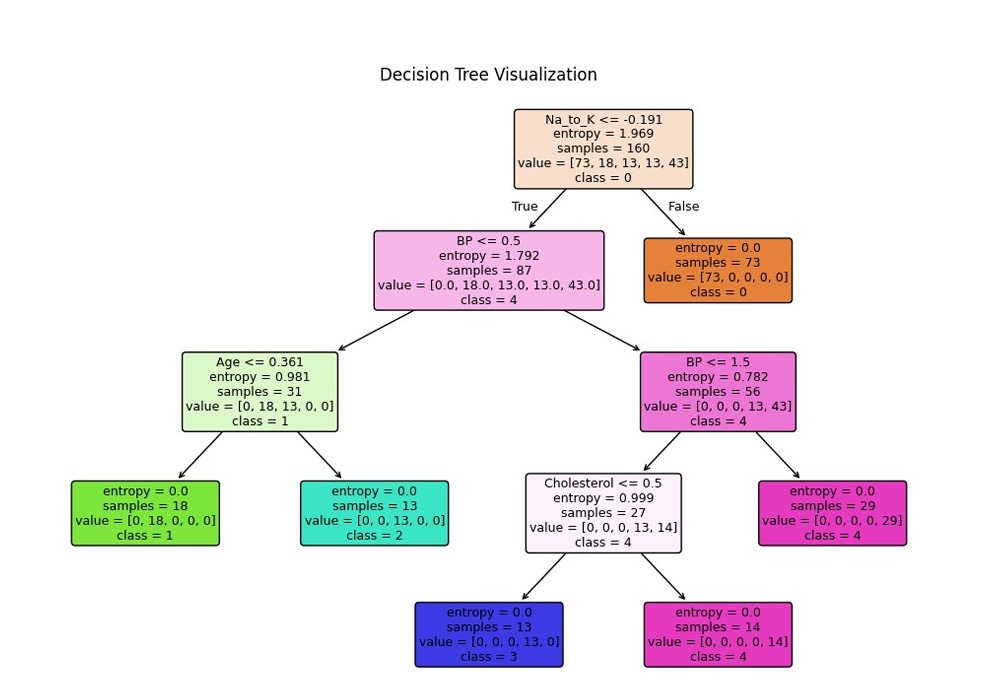 Decision Tree Visualization
Na_to_K <= -0.191
entropy = 1.969
samples = 160
value = [73, 18, 13, 13, 43]
class = 0
True
False
BP <= 0.5
entropy = 1.792
samples = 87
value = [0.0, 18.0, 13.0, 13.0, 43.0]
class = 4
entropy = 0.0
samples = 73
value = [73, 0, 0, 0, 0]
class = 0
Age <= 0.361
entropy = 0.981
samples = 31
value = [0, 18, 13, 0, 0]
class = 1
BP <= 1.5
entropy = 0.782
samples = 56
value = [0, 0, 0, 13, 43]
class = 4
entropy = 0.0
samples = 18
value = [0, 18, 0, 0, 0]
class = 1
entropy = 0.0
samples = 13
value = [0, 0, 13, 0, 0]
class = 2
Cholesterol <= 0.5
entropy = 0.999
samples = 27
value = [0, 0, 0, 13, 14]
class = 4
entropy = 0.0
samples = 29
value = [0, 0, 0, 0, 29]
class = 4
entropy = 0.0
samples = 13
value = [0, 0, 0, 13, 0]
class = 3
entropy = 0.0
samples = 14
value = [0, 0, 0, 0, 14]
class = 4